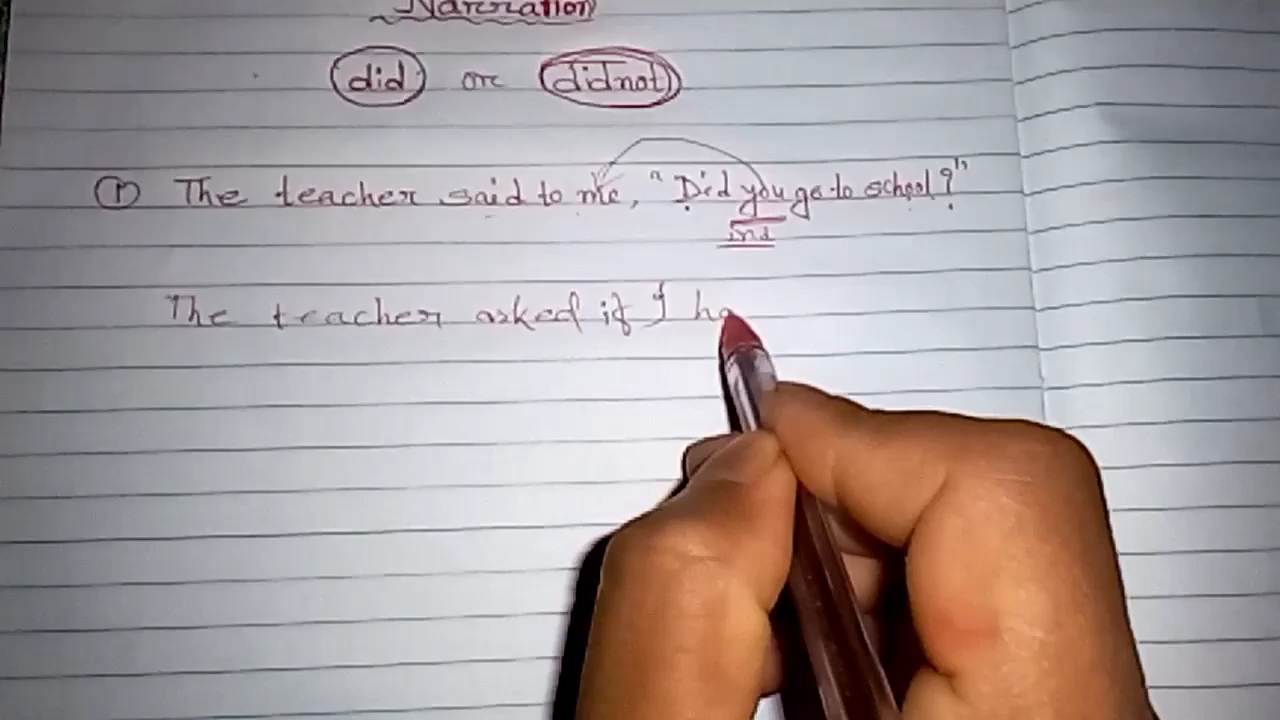 Narration
did or didnot
① The teacher said to me, "Did you go to school?"
ind
The teacher asked if I ha